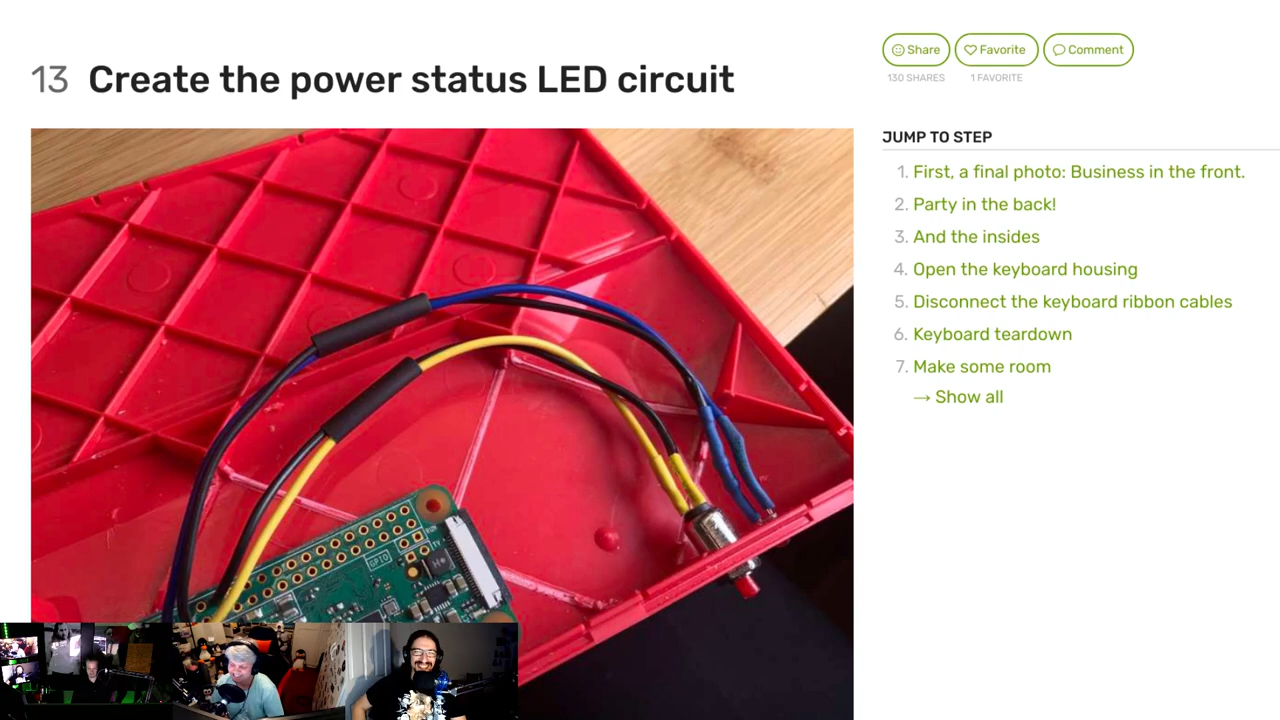 13 Create the power status LED circuit
Share
Favorite
Comment
130 SHARES
1 FAVORITE
JUMP TO STEP
1. First, a final photo: Business in the front.
2. Party in the back!
3. And the insides
4. Open the keyboard housing
5. Disconnect the keyboard ribbon cables
6. Keyboard teardown
7. Make some room
→ Show all
RUN
TV
GPIO